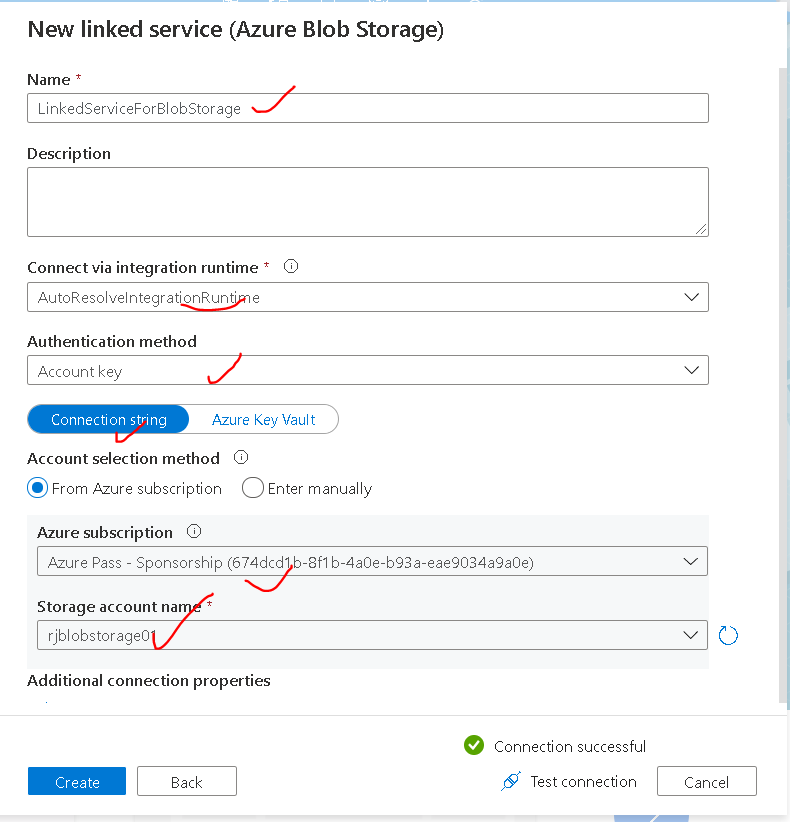 New linked service (Azure Blob Storage)
Name *
LinkedServiceForBlobStorage
Description
Connect via integration runtime *
AutoResolveIntegrationRuntime
Authentication method
Account key
Connection string Azure Key Vault
Account selection method
From Azure subscription Enter manually
Azure subscription
Azure Pass - Sponsorship (674dcd1b-8f1b-4a0e-b93a-eae9034a9a0e)
Storage account name *
rjblobstorage01
Additional connection properties
Connection successful
Create Back Test connection Cancel